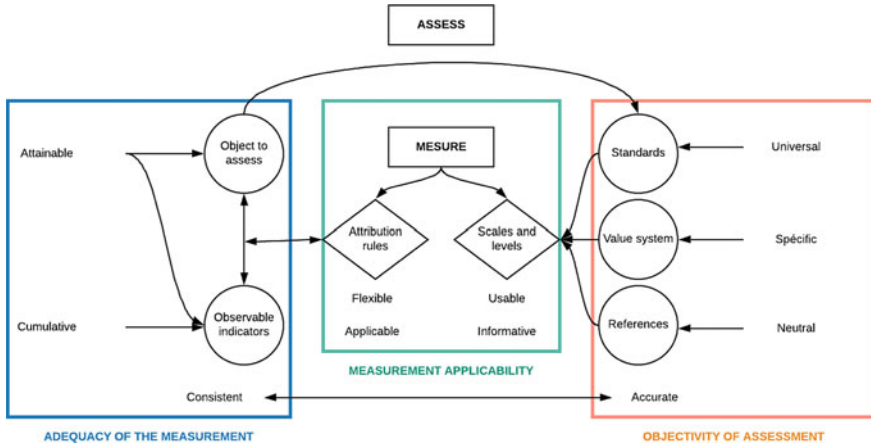 ASSESS
Attainable
Object to
assess
MESURE
Standards
Universal
Attribution
rules
Scales and
levels
Value system
Spécific
Flexible
Usable
Cumulative
Observable
indicators
Applicable
Informative
References
Neutral
MEASUREMENT APPLICABILITY
Consistent
Accurate
ADEQUACY OF THE MEASUREMENT
OBJECTIVITY OF ASSESSMENT